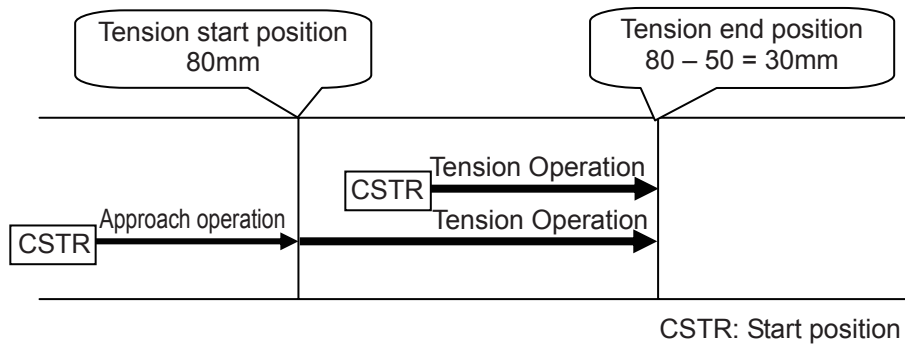 Tension start position
80mm
Tension end position
80 – 50 = 30mm
Tension Operation
CSTR
Tension Operation
Approach operation
CSTR
CSTR: Start position